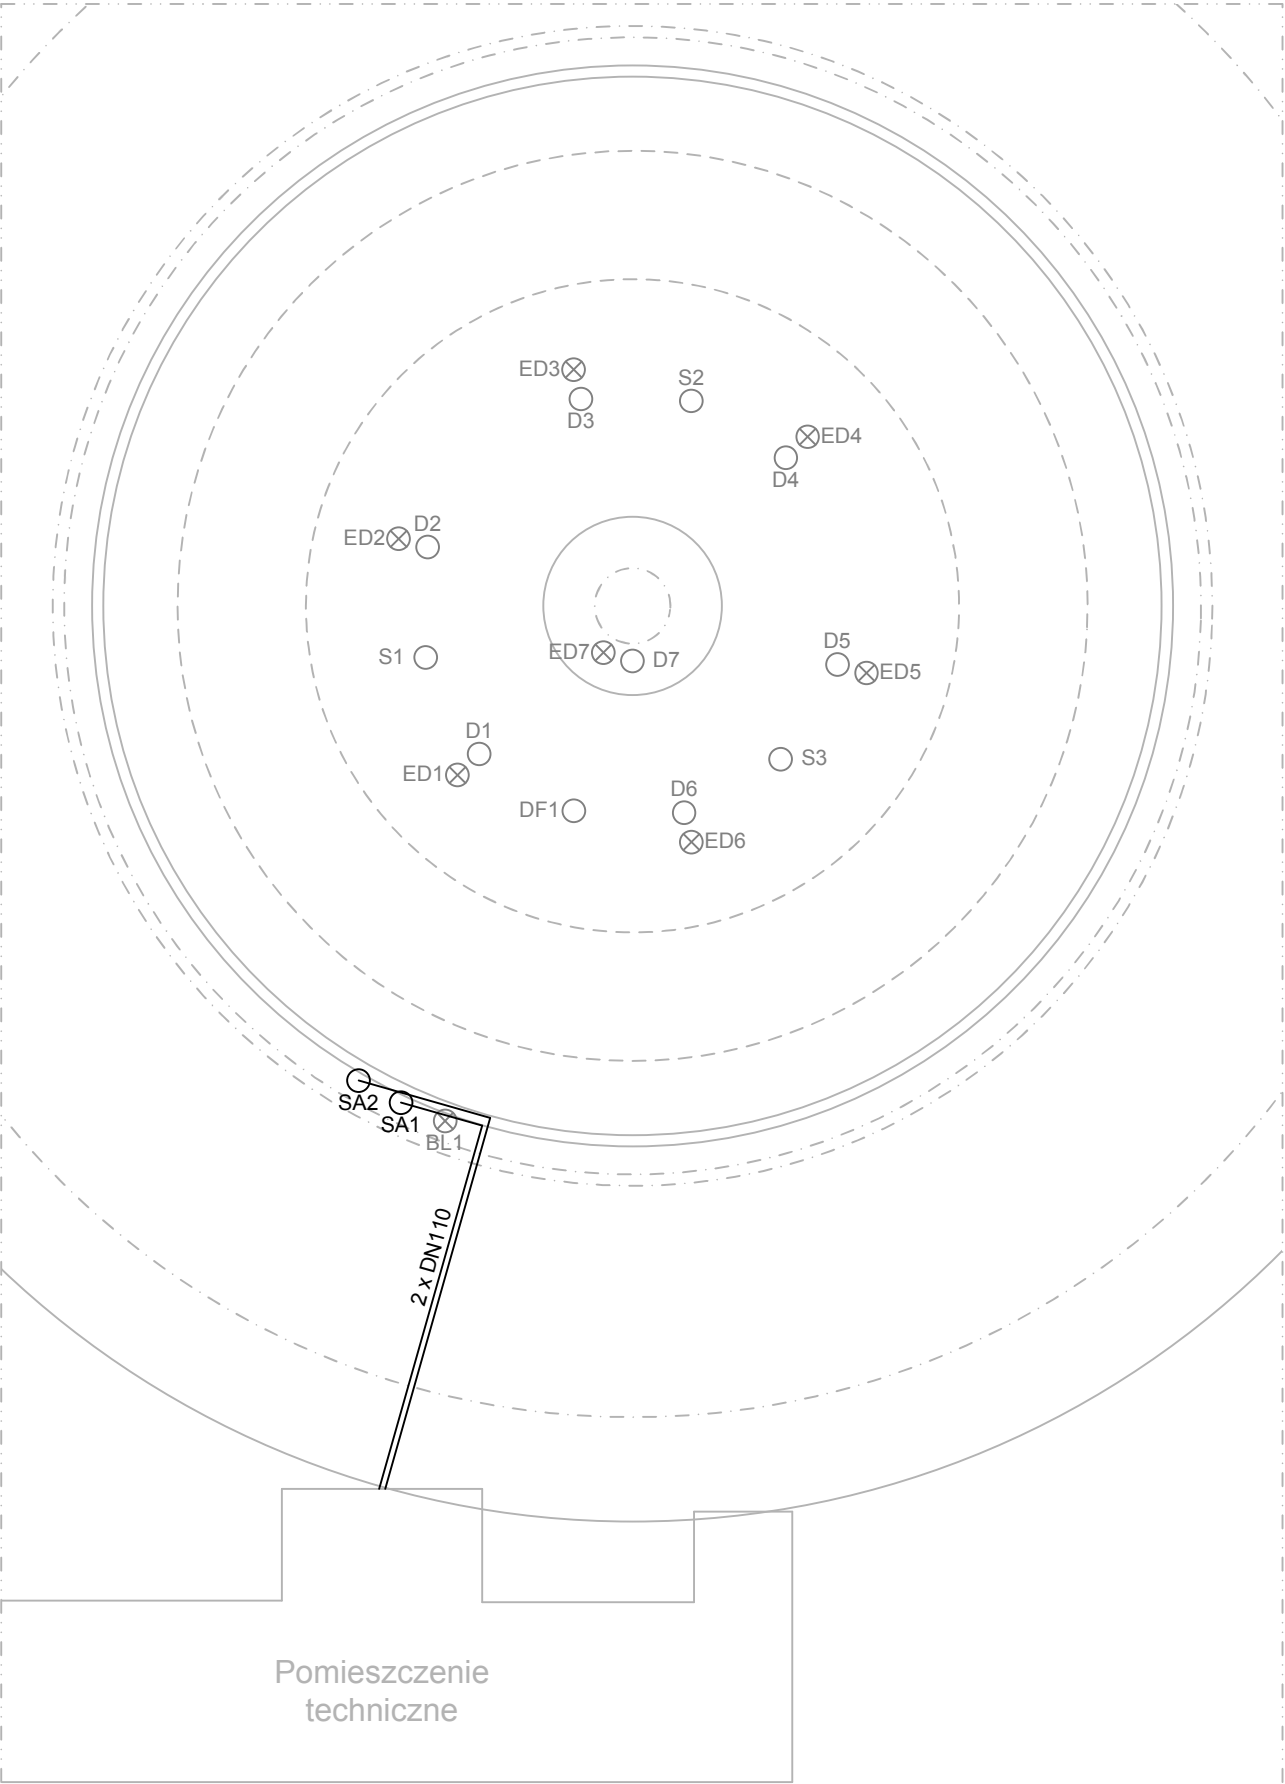 ED3
D3
S2
ED4
D4
ED2
D2
S1
ED7
D7
D5
ED5
D1
ED1
S3
DF1
D6
ED6
SA2
SA1
BL1
2 x DN110
Pomieszczenie
techniczne